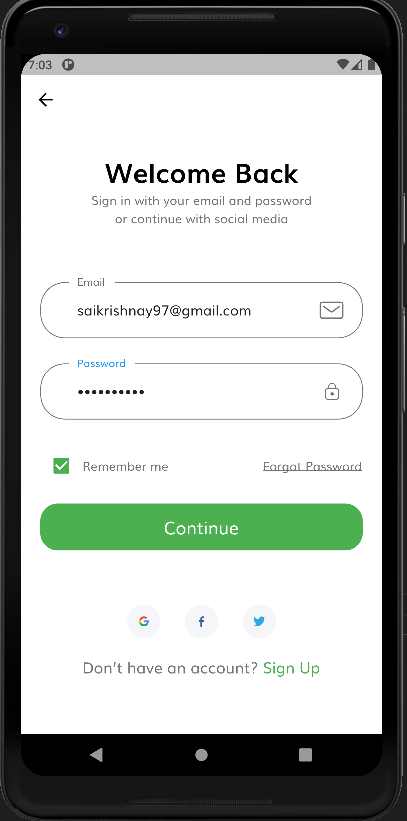 7:03
Welcome Back
Sign in with your email and password
or continue with social media
Email
saikrishnay97@gmail.com
Password
••••••••••
Remember me
Forgot Password
Continue
Don't have an account? Sign Up